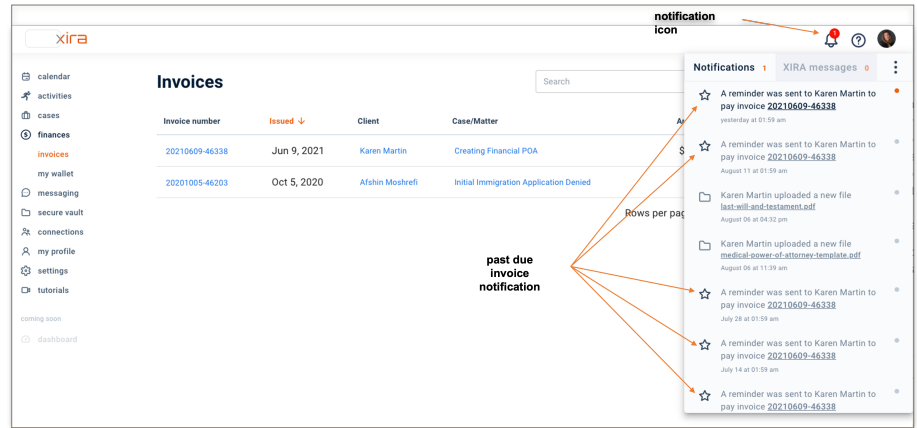 notification
icon
xira
1
calendar
activities
cases
finances
invoices
my wallet
messaging
secure vault
connections
my profile
settings
tutorials
coming soon
dashboard
Invoices
Search
Invoice number
Issued ↓
Client
Case/Matter
20210609-46338
Jun 9, 2021
Karen Martin
Creating Financial POA
$
20201005-46203
Oct 5, 2020
Afshin Moshrefi
Initial Immigration Application Denied
Rows per pag
past due
invoice
notification
Notifications 1
XIRA messages 0
A reminder was sent to Karen Martin to
pay invoice 20210609-46338
yesterday at 01:59 am
A reminder was sent to Karen Martin to
pay invoice 20210609-46338
August 11 at 01:59 am
Karen Martin uploaded a new file
last-will-and-testament.pdf
August 06 at 04:32 pm
Karen Martin uploaded a new file
medical-power-of-attorney-template.pdf
August 06 at 11:39 am
A reminder was sent to Karen Martin to
pay invoice 20210609-46338
July 28 at 01:59 am
A reminder was sent to Karen Martin to
pay invoice 20210609-46338
July 14 at 01:59 am
A reminder was sent to Karen Martin to
pay invoice 20210609-46338